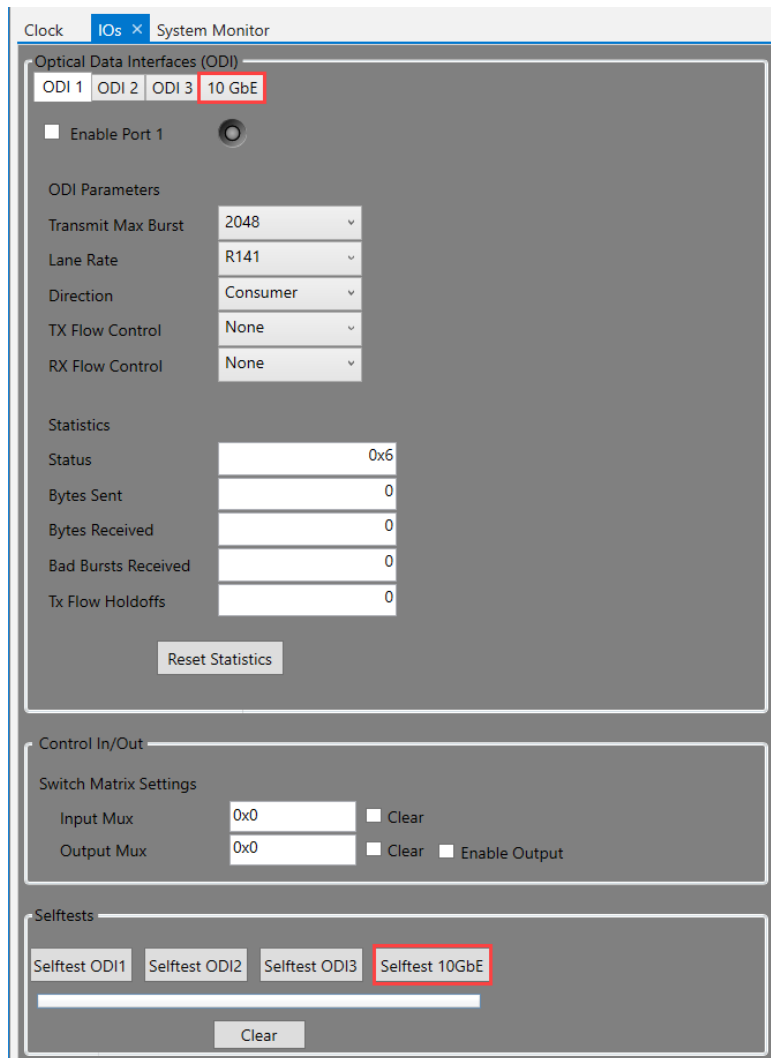 Clock IOs × System Monitor
Optical Data Interfaces (ODI)
ODI 1 ODI 2 ODI 3 10 GbE
Enable Port 1
ODI Parameters
Transmit Max Burst 2048
Lane Rate R141
Direction Consumer
TX Flow Control None
RX Flow Control None
Statistics
Status 0x6
Bytes Sent 0
Bytes Received 0
Bad Bursts Received 0
Tx Flow Holdoffs 0
Reset Statistics
Control In/Out
Switch Matrix Settings
Input Mux 0x0 Clear
Output Mux 0x0 Clear Enable Output
Selftests
Selftest ODI1 Selftest ODI2 Selftest ODI3 Selftest 10GbE
Clear